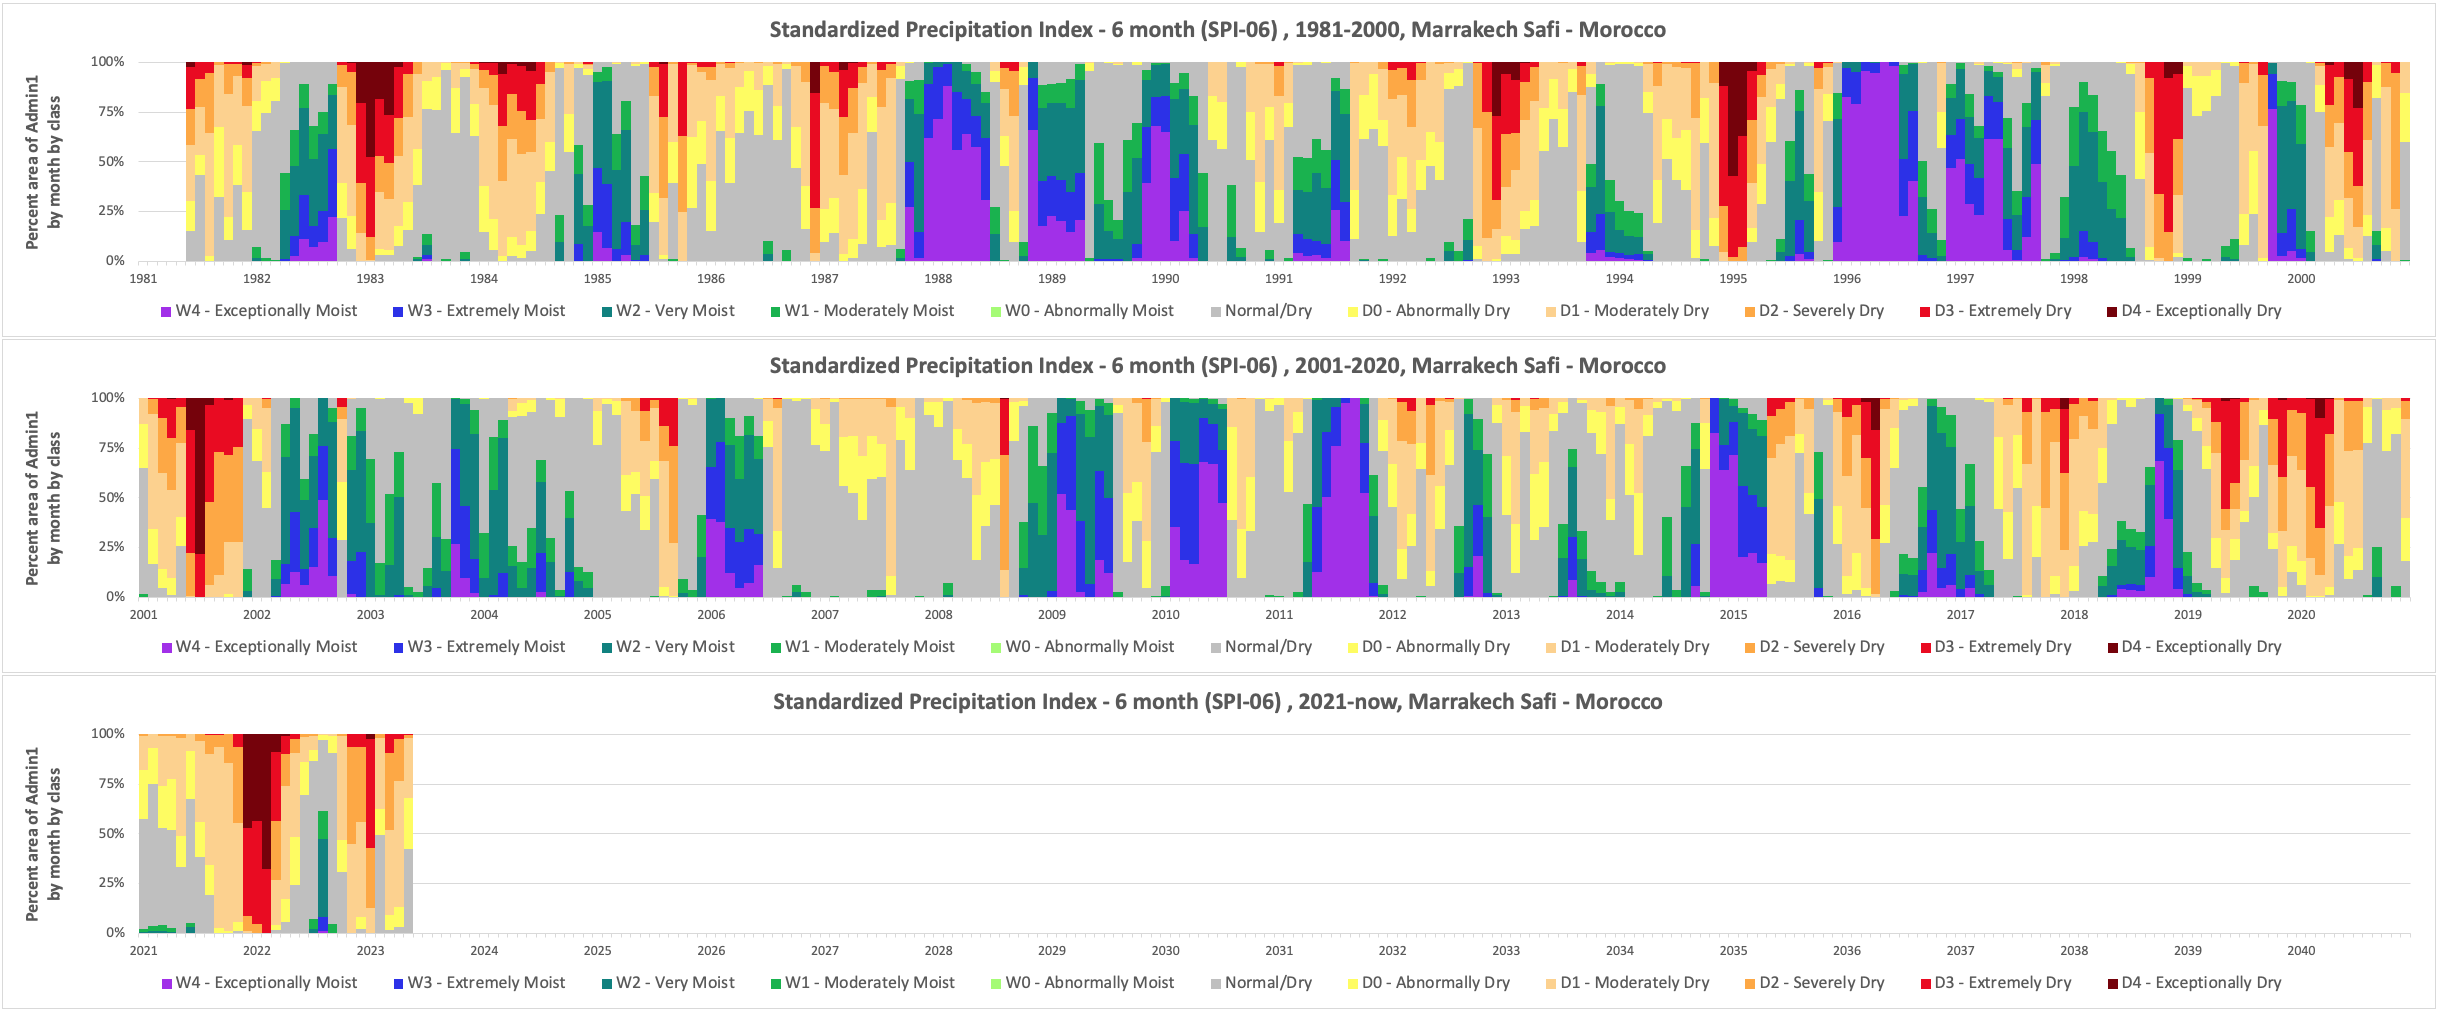 Standardized Precipitation Index - 6 month (SPI-06) , 1981-2000, Marrakech Safi - Morocco
Percent area of Admin1
by month by class
100%
75%
50%
25%
0%
1981 1982 1983 1984 1985 1986 1987 1988 1989 1990 1991 1992 1993 1994 1995 1996 1997 1998 1999 2000
W4 - Exceptionally Moist W3 - Extremely Moist W2 - Very Moist W1 - Moderately Moist W0 - Abnormally Moist Normal/Dry D0 - Abnormally Dry D1 - Moderately Dry D2 - Severely Dry D3 - Extremely Dry D4 - Exceptionally Dry
Standardized Precipitation Index - 6 month (SPI-06) , 2001-2020, Marrakech Safi - Morocco
Percent area of Admin1
by month by class
100%
75%
50%
25%
0%
2001 2002 2003 2004 2005 2006 2007 2008 2009 2010 2011 2012 2013 2014 2015 2016 2017 2018 2019 2020
W4 - Exceptionally Moist W3 - Extremely Moist W2 - Very Moist W1 - Moderately Moist W0 - Abnormally Moist Normal/Dry D0 - Abnormally Dry D1 - Moderately Dry D2 - Severely Dry D3 - Extremely Dry D4 - Exceptionally Dry
Standardized Precipitation Index - 6 month (SPI-06) , 2021-now, Marrakech Safi - Morocco
Percent area of Admin1
by month by class
100%
75%
50%
25%
0%
2021 2022 2023 2024 2025 2026 2027 2028 2029 2030 2031 2032 2033 2034 2035 2036 2037 2038 2039 2040
W4 - Exceptionally Moist W3 - Extremely Moist W2 - Very Moist W1 - Moderately Moist W0 - Abnormally Moist Normal/Dry D0 - Abnormally Dry D1 - Moderately Dry D2 - Severely Dry D3 - Extremely Dry D4 - Exceptionally Dry